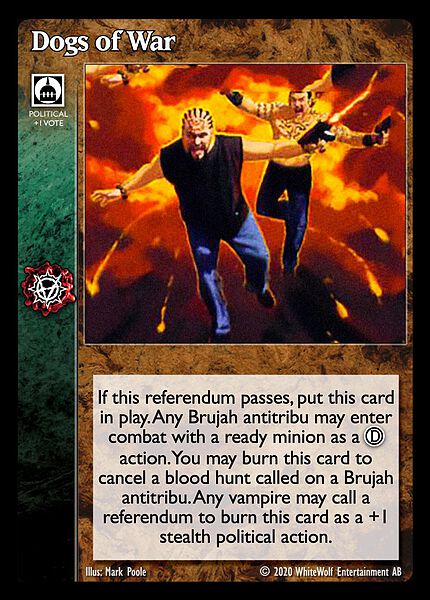 Dogs of War
POLITICAL
+1 VOTE
If this referendum passes, put this card
in play. Any Brujah antitribu may enter
combat with a ready minion as a Ⓓ
action. You may burn this card to
cancel a blood hunt called on a Brujah
antitribu. Any vampire may call a
referendum to burn this card as a +1
stealth political action.
Illus: Mark Poole
© 2020 WhiteWolf Entertainment AB